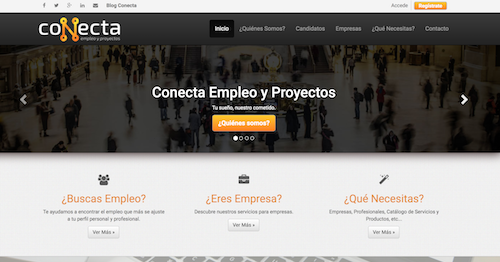 Blog Conecta
Accede
Regístrate
coNecta
empleo y proyectos
Inicio
¿Quiénes Somos?
Candidatos
Empresas
¿Qué Necesitas?
Contacto
Conecta Empleo y Proyectos
Tu sueño, nuestro cometido.
¿Quiénes somos?
¿Buscas Empleo?
Te ayudamos a encontrar el empleo que más se ajuste
a tu perfil personal y profesional.
Ver Más »
¿Eres Empresa?
Descubre nuestros servicios para empresas.
Ver Más »
¿Qué Necesitas?
Empresas, Profesionales, Catálogo de Servicios y
Productos, etc...
Ver Más »